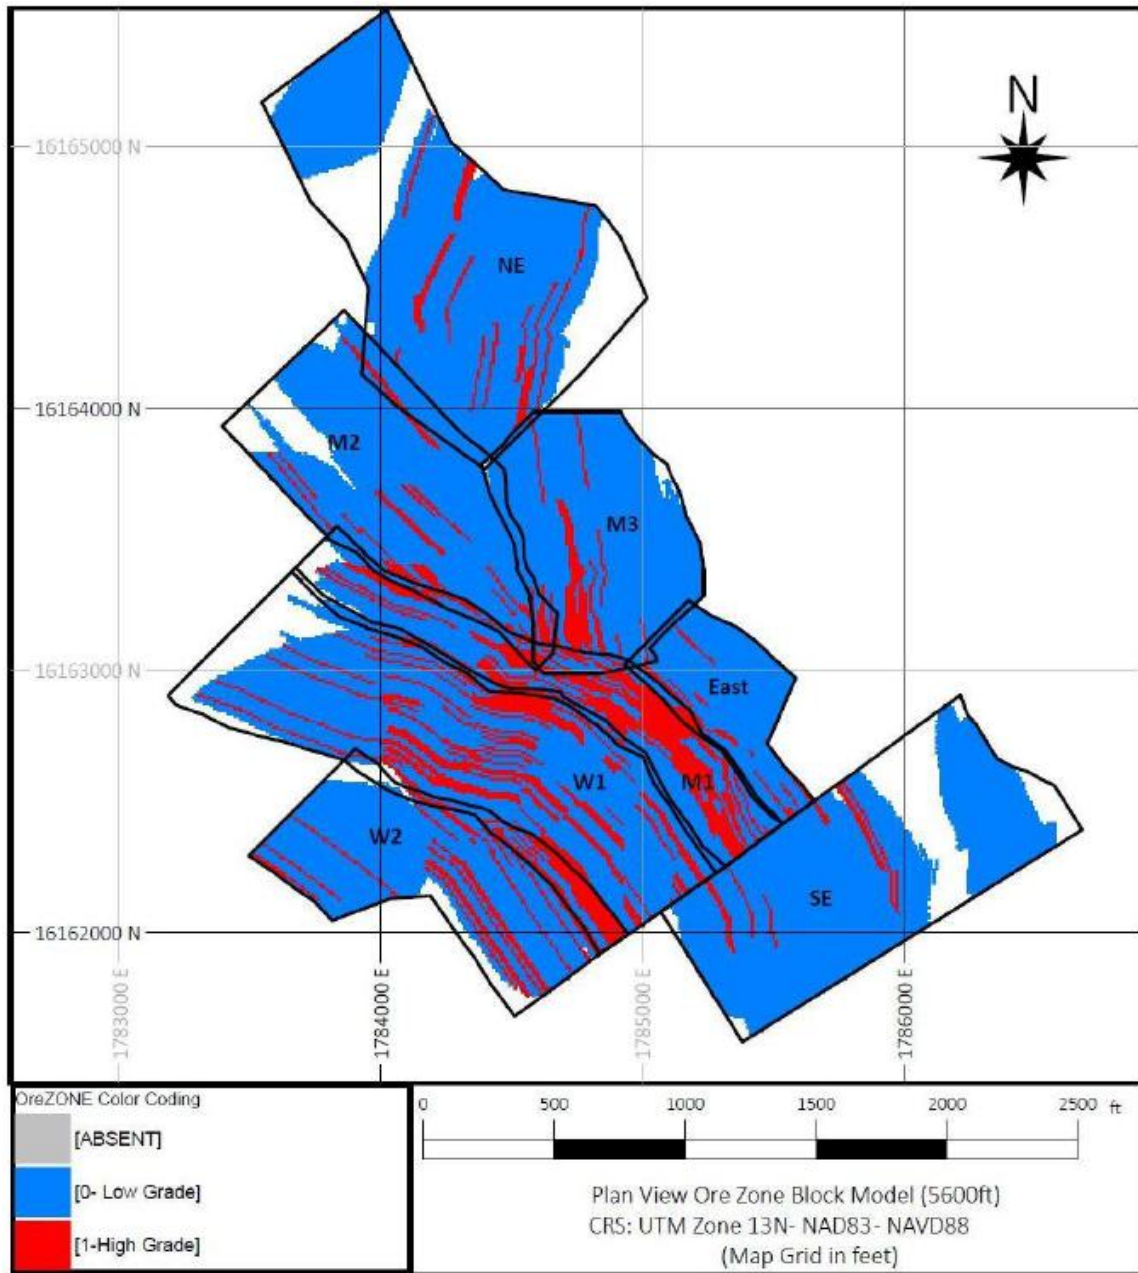 N
16165000 N
NE
16164000 N
M2
M3
16163000 N
East
W1
M1
W2
SE
16162000 N
1783000 E
1784000 E
1785000 E
1786000 E
OreZONE Color Coding
[ABSENT]
[0- Low Grade]
[1-High Grade]
0 500 1000 1500 2000 2500 ft
Plan View Ore Zone Block Model (5600ft)
CRS: UTM Zone 13N- NAD83- NAVD88
(Map Grid in feet)